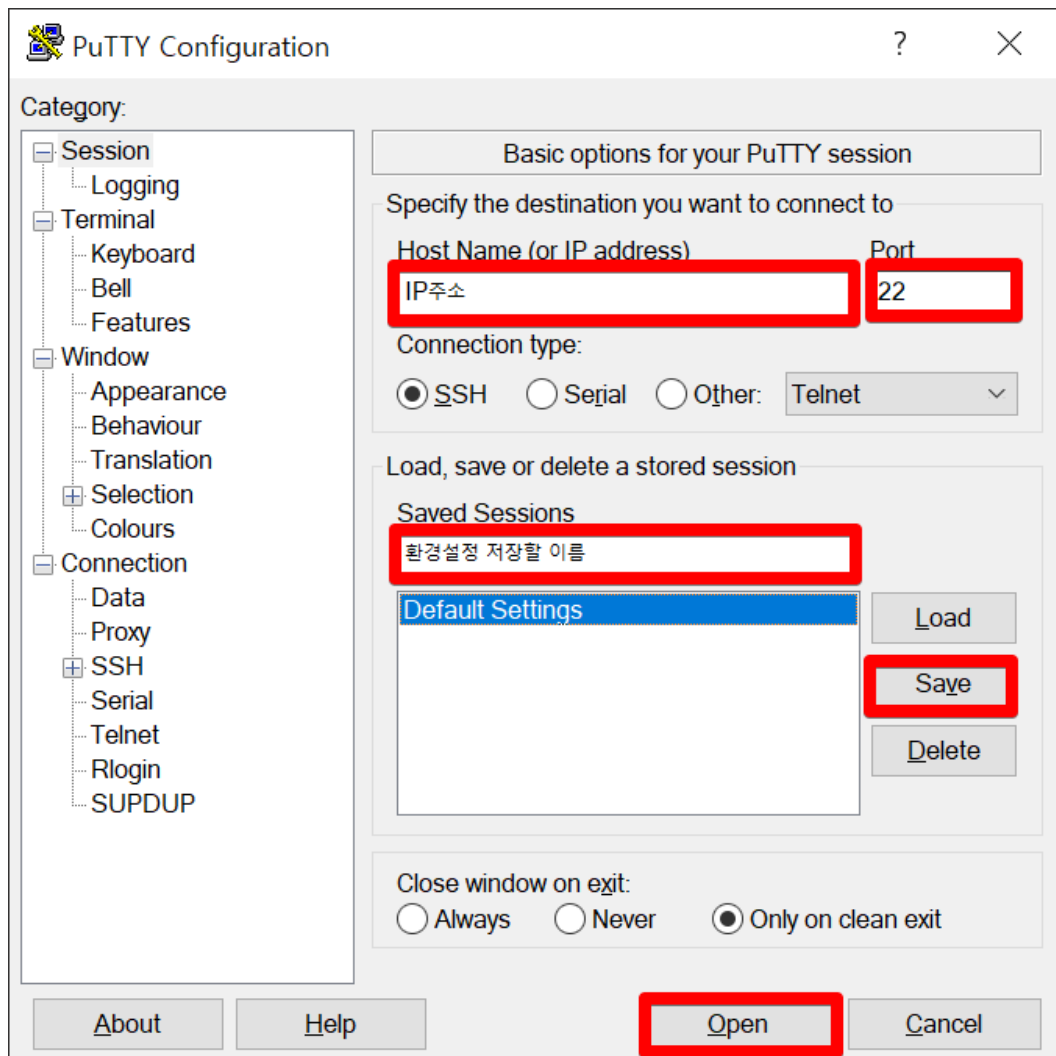 PuTTY Configuration
?
Category:
Session
Logging
Terminal
Keyboard
Bell
Features
Window
Appearance
Behaviour
Translation
Selection
Colours
Connection
Data
Proxy
SSH
Serial
Telnet
Rlogin
SUPDUP
Basic options for your PuTTY session
Specify the destination you want to connect to
Host Name (or IP address) Port
IP주소 22
Connection type:
SSH Serial Other: Telnet
Load, save or delete a stored session
Saved Sessions
환경설정 저장할 이름
Default Settings
Load
Save
Delete
Close window on exit:
Always Never Only on clean exit
About Help Open Cancel